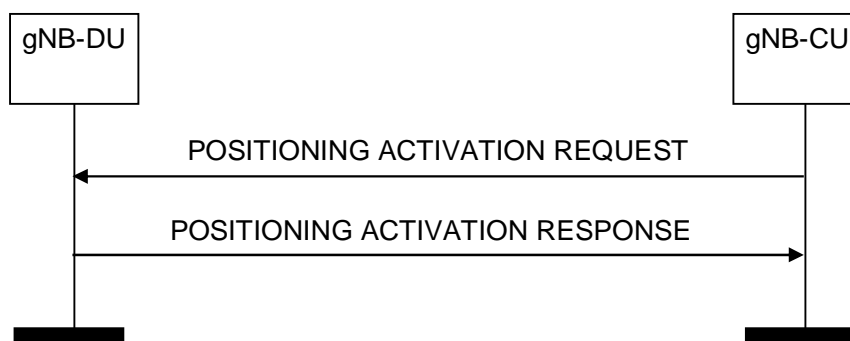 gNB-DU
gNB-CU
POSITIONING ACTIVATION REQUEST
POSITIONING ACTIVATION RESPONSE